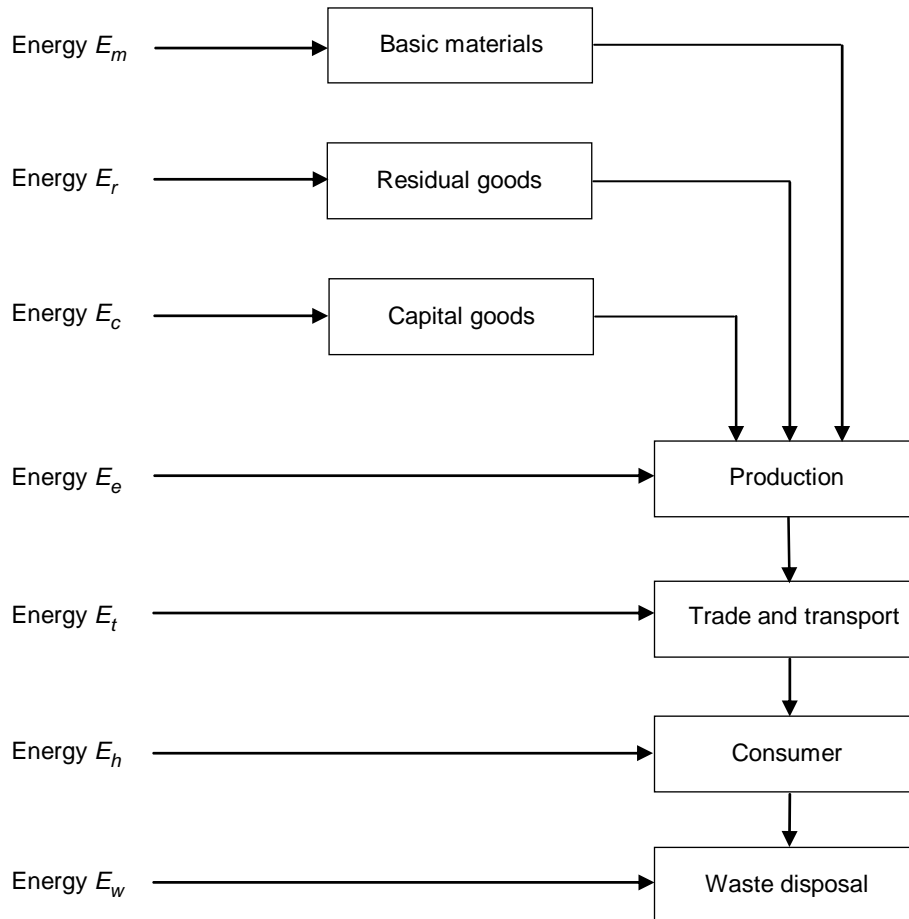 Energy E_m
Basic materials
Energy E_r
Residual goods
Energy E_c
Capital goods
Energy E_e
Production
Energy E_t
Trade and transport
Energy E_h
Consumer
Energy E_w
Waste disposal